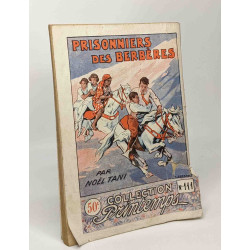 PRISONNIERS
DES BERBÈRES
PAR
NOËL TANI
50c
COLLECTION
Printemps
N°